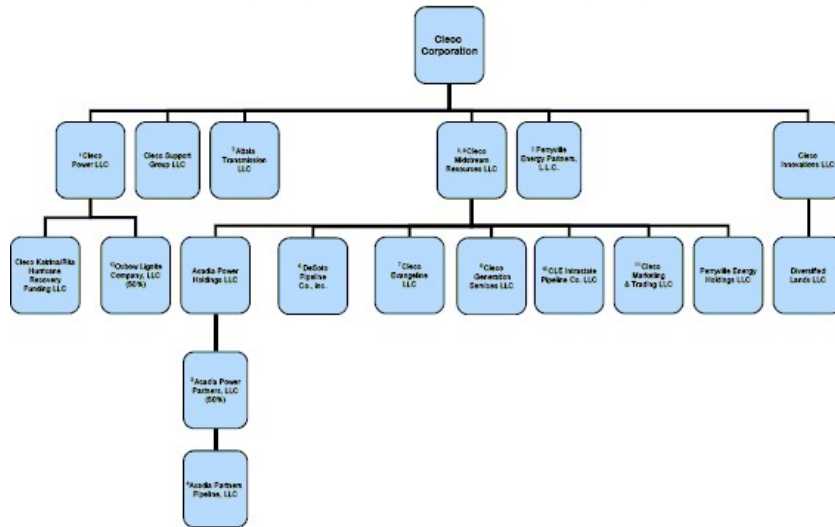 Cleco
Corporation
Cleco
Power LLC
Cleco Support
Group LLC
Attala
Transmission
LLC
Cleco
Midstream
Resources LLC
Perryville
Energy Partners,
L.L.C.
Cleco
Innovations LLC
Cleco Katrina/Rita
Hurricane
Recovery
Funding LLC
Oxbow Lignite
Company, LLC
(50%)
Acadia Power
Holdings LLC
DeSoto
Pipeline
Co., Inc.
Cleco
Evangeline
LLC
Cleco
Generation
Services LLC
CLE Intrastate
Pipeline Co. LLC
Cleco
Marketing
& Trading LLC
Perryville Energy
Holdings LLC
Diversified
Lands LLC
Acadia Power
Partners, LLC
(50%)
Acadia Partners
Pipeline, LLC